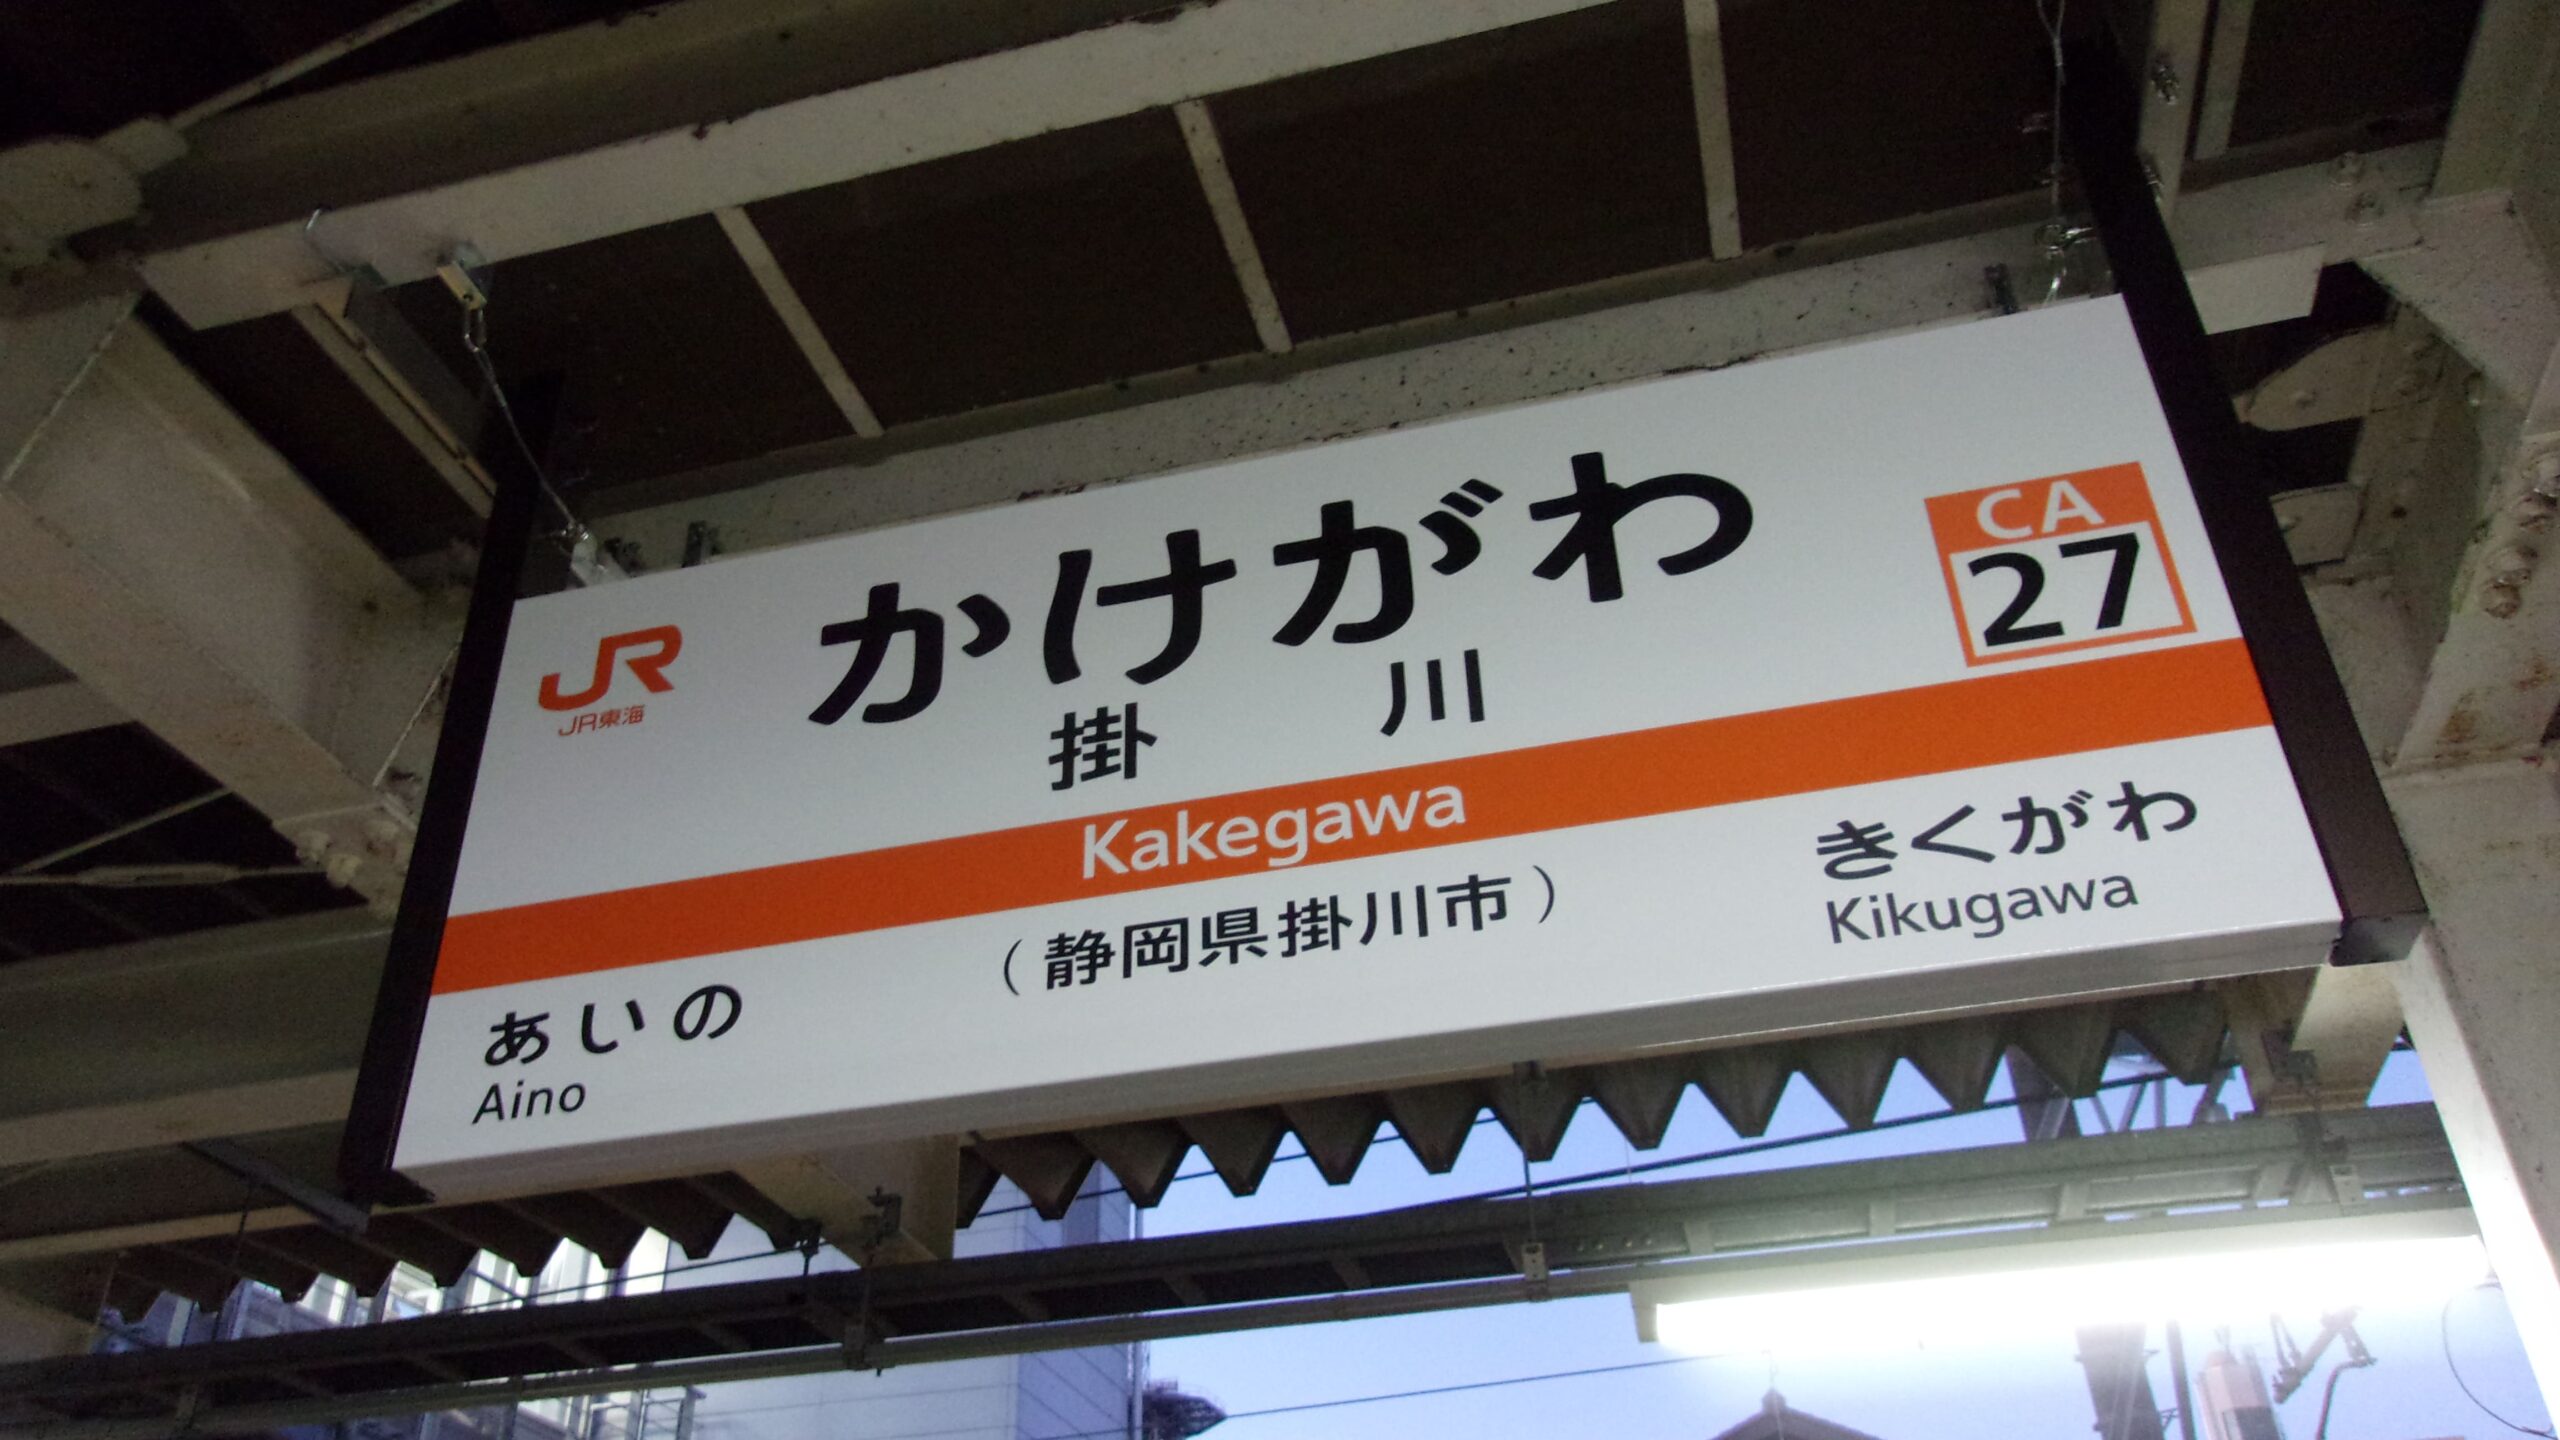 JR
JR東海
かけがわ
掛川
CA
27
Kakegawa
(静岡県掛川市)
あいの
Aino
きくがわ
Kikugawa